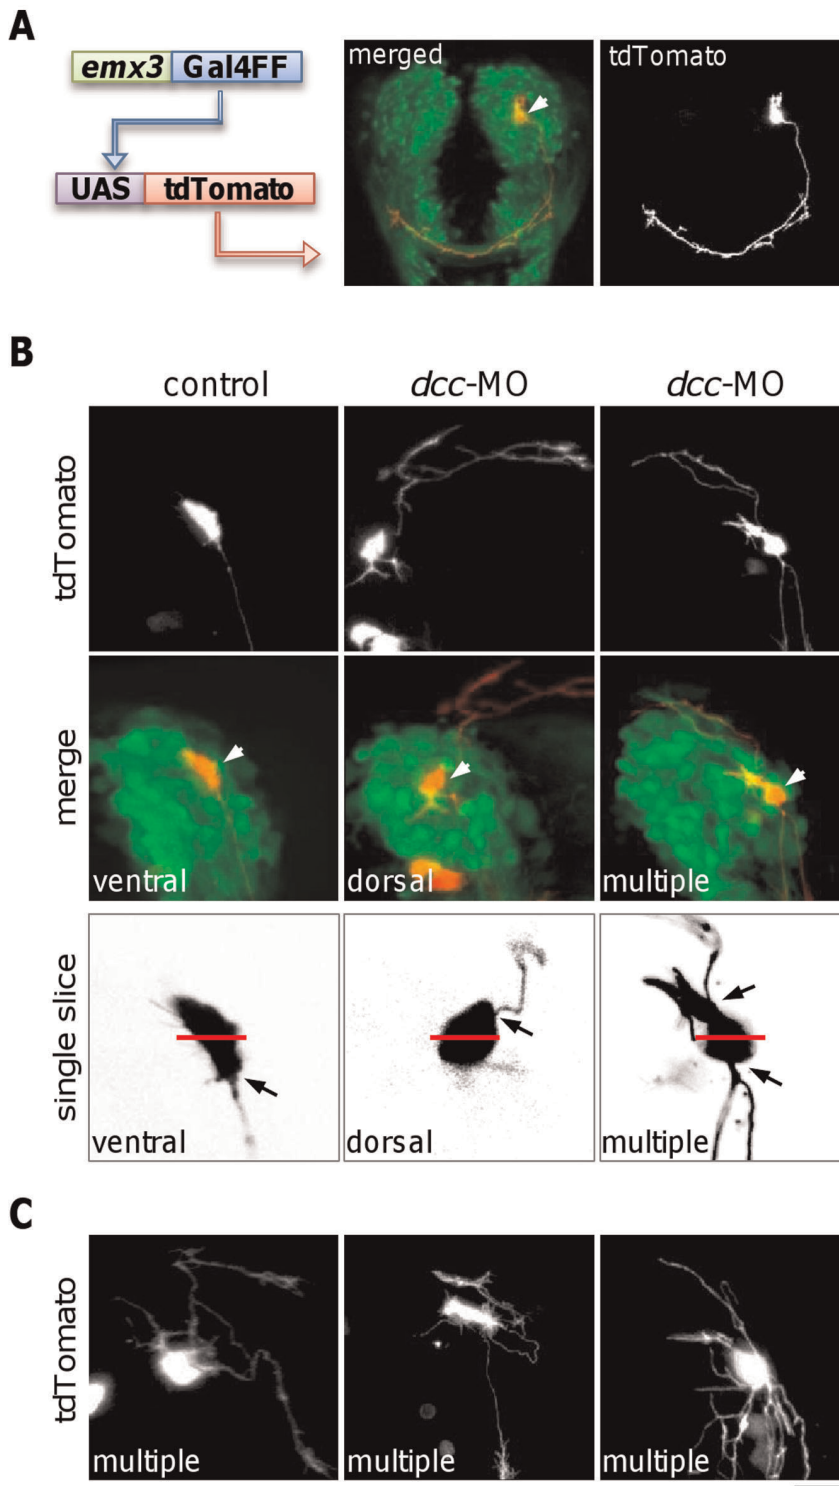 A
emx3 Gal4FF
UAS tdTomato
merged
tdTomato
B
control
dcc-MO
dcc-MO
tdTomato
merge
ventral
dorsal
multiple
single slice
ventral
dorsal
multiple
C
tdTomato
multiple
multiple
multiple